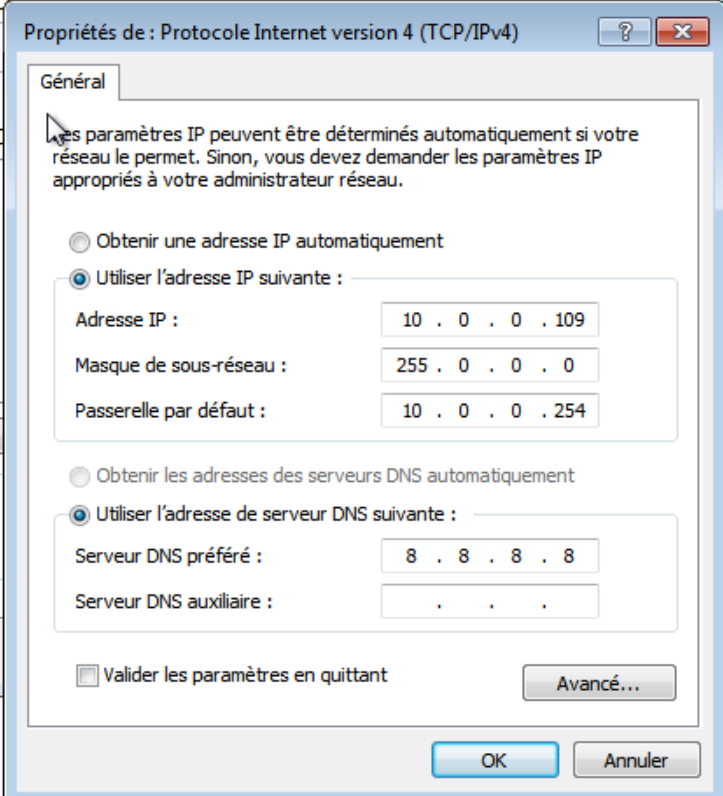 Propriétés de : Protocole Internet version 4 (TCP/IPv4)
?
Général
Les paramètres IP peuvent être déterminés automatiquement si votre
réseau le permet. Sinon, vous devez demander les paramètres IP
appropriés à votre administrateur réseau.
Obtenir une adresse IP automatiquement
Utiliser l'adresse IP suivante :
Adresse IP : 10 . 0 . 0 . 109
Masque de sous-réseau : 255 . 0 . 0 . 0
Passerelle par défaut : 10 . 0 . 0 . 254
Obtenir les adresses des serveurs DNS automatiquement
Utiliser l'adresse de serveur DNS suivante :
Serveur DNS préféré : 8 . 8 . 8 . 8
Serveur DNS auxiliaire : . . .
Valider les paramètres en quittant
Avancé...
OK Annuler